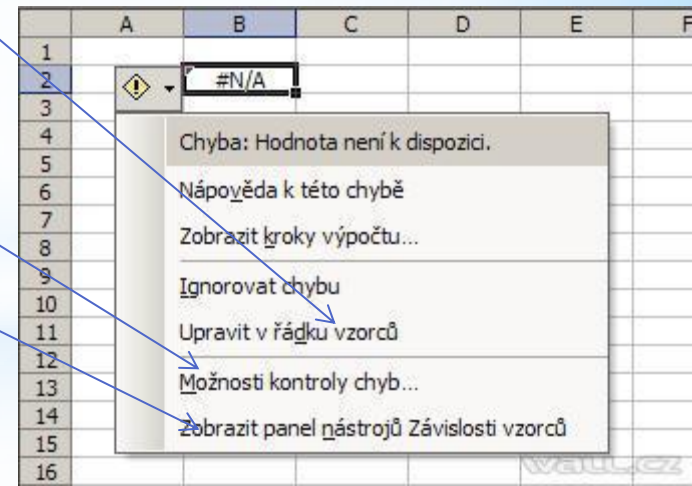 A B C D E F
1
2 #N/A
3
4 Chyba: Hodnota není k dispozici.
5
6 Nápověda k této chybě
7
8 Zobrazit kroky výpočtu...
9
10 Ignorovat chybu
11 Upravit v řádku vzorců
12
13 Možnosti kontroly chyb...
14
15 Zobrazit panel nástrojů Závislosti vzorců
16 wall.cz